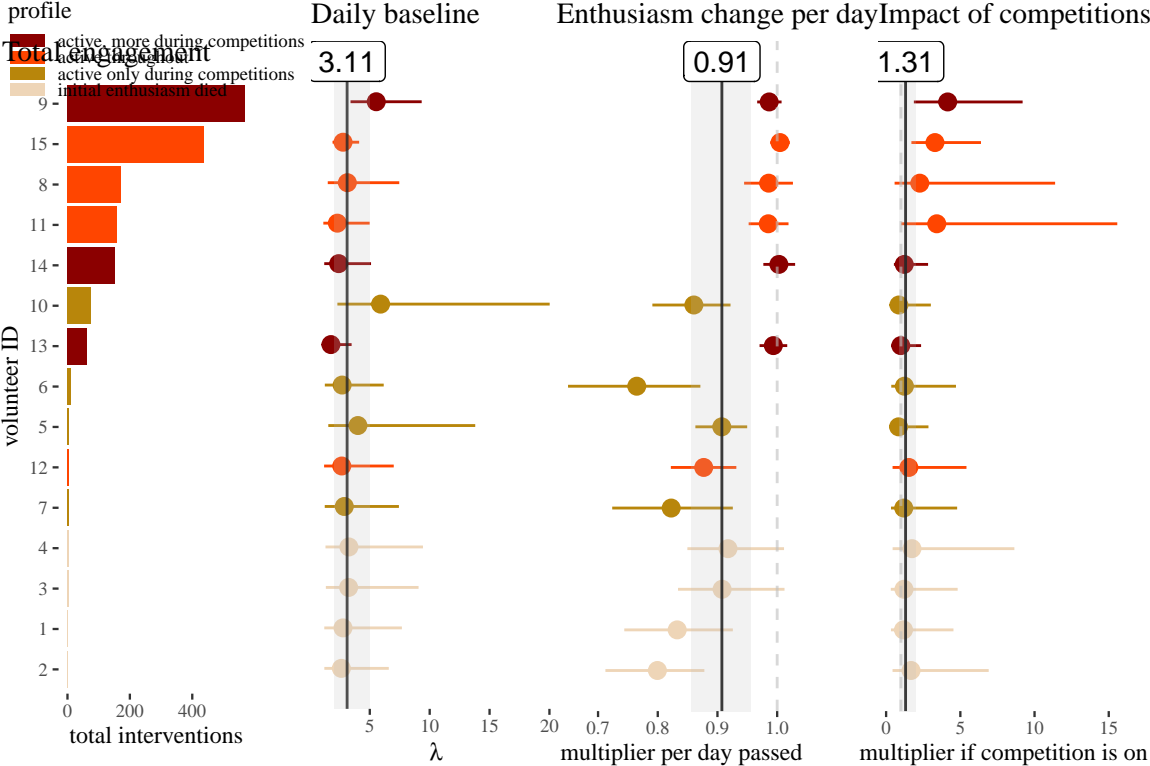 profile
active, more during competitions
active throughout
active only during competitions
initial enthusiasm died
Total engagement
Daily baseline
Enthusiasm change per day
Impact of competitions
3.11
0.91
1.31
volunteer ID
9
15
8
11
14
10
13
6
5
12
7
4
3
1
2
0 200 400
total interventions
5 10 15 20
λ
0.7 0.8 0.9 1.0
multiplier per day passed
0 5 10 15
multiplier if competition is on